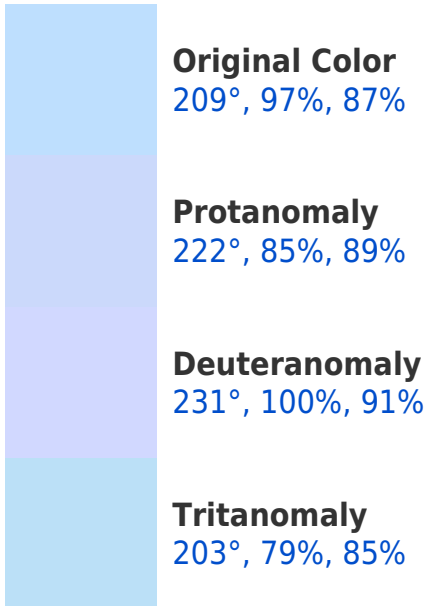 Original Color
209°, 97%, 87%
Protanomaly
222°, 85%, 89%
Deuteranomaly
231°, 100%, 91%
Tritanomaly
203°, 79%, 85%